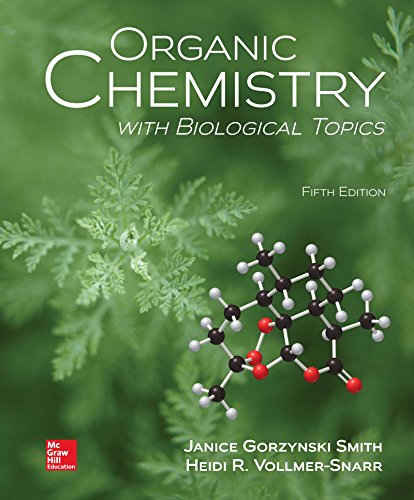 ORGANIC
CHEMISTRY
WITH BIOLOGICAL TOPICS
FIFTH EDITION
Mc
Graw
Hill
Education
JANICE GORZYNSKI SMITH
HEIDI R. VOLLMER-SNARR